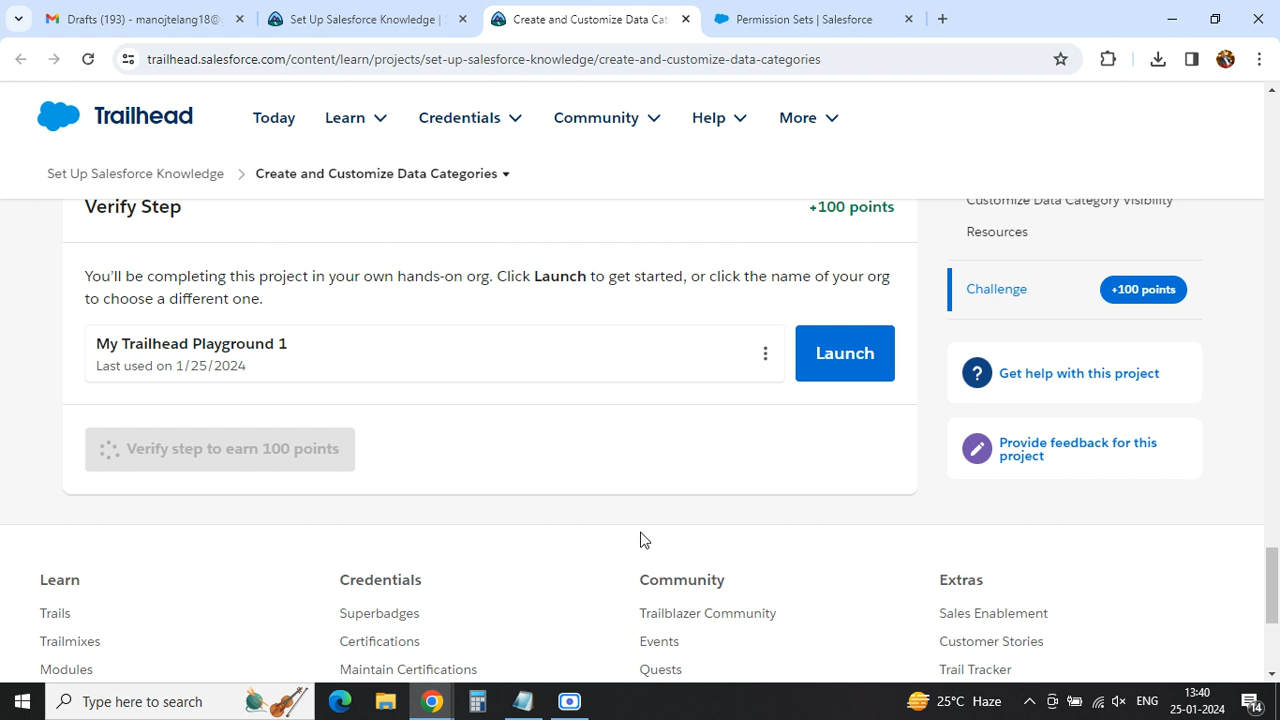 Drafts (193) - manojtelang18@
Set Up Salesforce Knowledge |
Create and Customize Data Cat
Permission Sets | Salesforce
trailhead.salesforce.com/content/learn/projects/set-up-salesforce-knowledge/create-and-customize-data-categories
Trailhead
Today
Learn
Credentials
Community
Help
More
Set Up Salesforce Knowledge
Create and Customize Data Categories
Verify Step
+100 points
You'll be completing this project in your own hands-on org. Click Launch to get started, or click the name of your org
to choose a different one.
My Trailhead Playground 1
Last used on 1/25/2024
Launch
Verify step to earn 100 points
Customize Data Category Visibility
Resources
Challenge
+100 points
? Get help with this project
Provide feedback for this
project
Learn
Credentials
Community
Extras
Trails
Superbadges
Trailblazer Community
Sales Enablement
Trailmixes
Certifications
Events
Customer Stories
Modules
Maintain Certifications
Quests
Trail Tracker
Type here to search
25°C Haze
ENG
13:40
25-01-2024
14